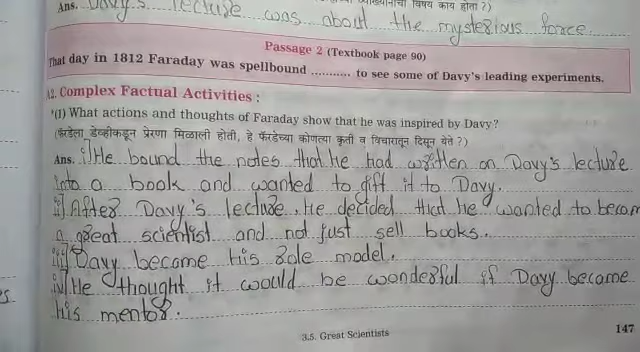 व्याख्यानाचा विषय काय होता ?)
Ans. Davy's lecture was about the mysterious force
Passage 2 (Textbook page 90)
That day in 1812 Faraday was spellbound ........... to see some of Davy's leading experiments.
A2. Complex Factual Activities :
*(1) What actions and thoughts of Faraday show that he was inspired by Davy?
(फॅरडेला डेव्हीकडून प्रेरणा मिळाली होती, हे फॅरडेच्या कोणत्या कृती व विचारातून दिसून येते ?)
Ans. i] He bound the notes that he had written on Davy's lecture
into a book and wanted to gift it to Davy.
ii] After Davy's lecture, He decided that he wanted to becom
a great scientist and not just sell books.
iii] Davy become his role model.
iv] He thought it would be wonderful if Davy become
his mentor.
3.5. Great Scientists
147